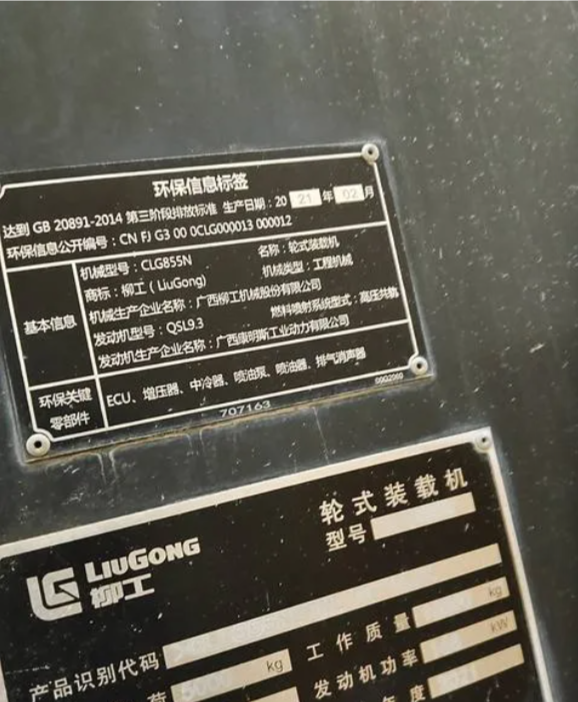 环保信息标签
达到 GB 20891-2014 第三阶段排放标准 生产日期：20 21 年 02 月
环保信息公开编号：CN FJ G3 00 0CLG000013 000012
基本信息
机械型号：CLG855N 名称：轮式装载机
商标：柳工（LiuGong） 机械类型：工程机械
机械生产企业名称：广西柳工机械股份有限公司
发动机型号：QSL9.3 燃料喷射系统型式：高压共轨
发动机生产企业名称：广西康明斯工业动力有限公司
环保关键零部件
ECU、增压器、中冷器、喷油泵、喷油器、排气消声器
707163
LIUGONG
柳工
轮式装载机
型号
产品识别代码
荷 5000 kg
工作质量 kg
发动机功率 kW
年度